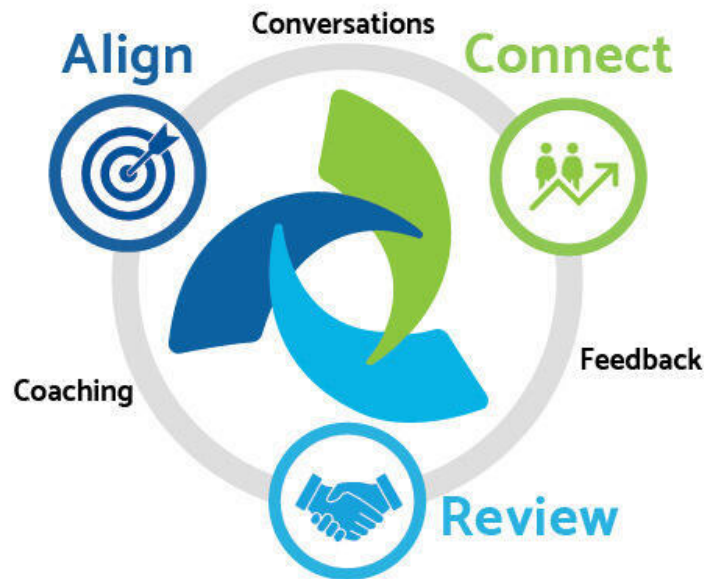 Conversations
Align
Connect
Feedback
Coaching
Review